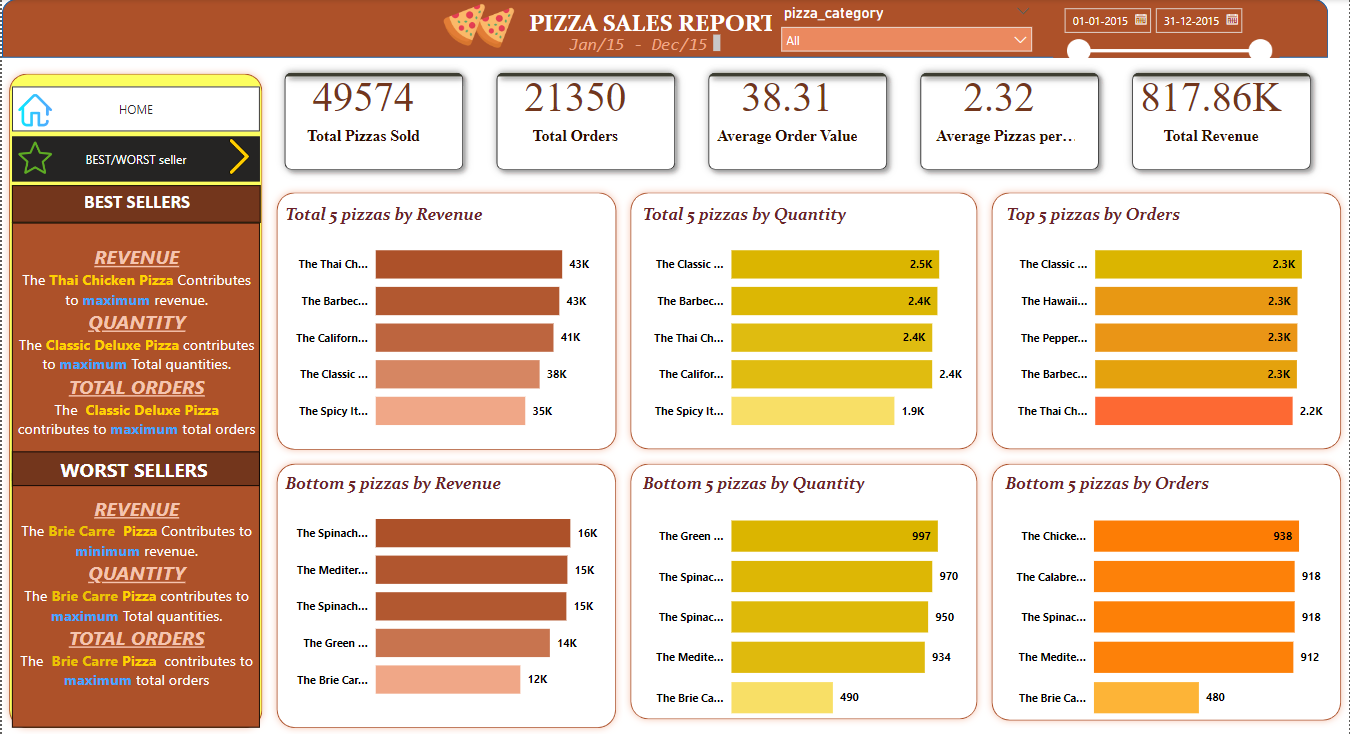 PIZZA SALES REPORT
Jan/15 - Dec/15
pizza_category
All
01-01-2015
31-12-2015
HOME
BEST/WORST seller
49574
Total Pizzas Sold
21350
Total Orders
38.31
Average Order Value
2.32
Average Pizzas per...
817.86K
Total Revenue
BEST SELLERS
REVENUE
The Thai Chicken Pizza Contributes
to maximum revenue.
QUANTITY
The Classic Deluxe Pizza contributes
to maximum Total quantities.
TOTAL ORDERS
The Classic Deluxe Pizza
contributes to maximum total orders
WORST SELLERS
REVENUE
The Brie Carre Pizza Contributes to
minimum revenue.
QUANTITY
The Brie Carre Pizza contributes to
maximum Total quantities.
TOTAL ORDERS
The Brie Carre Pizza contributes to
maximum total orders
Total 5 pizzas by Revenue
The Thai Ch... 43K
The Barbec... 43K
The Californ... 41K
The Classic ... 38K
The Spicy It... 35K
Total 5 pizzas by Quantity
The Classic ... 2.5K
The Barbec... 2.4K
The Thai Ch... 2.4K
The Califor... 2.4K
The Spicy It... 1.9K
Top 5 pizzas by Orders
The Classic ... 2.3K
The Hawaii... 2.3K
The Pepper... 2.3K
The Barbec... 2.3K
The Thai Ch... 2.2K
Bottom 5 pizzas by Revenue
The Spinach... 16K
The Mediter... 15K
The Spinach... 15K
The Green ... 14K
The Brie Car... 12K
Bottom 5 pizzas by Quantity
The Green ... 997
The Spinac... 970
The Spinac... 950
The Medite... 934
The Brie Ca... 490
Bottom 5 pizzas by Orders
The Chicke... 938
The Calabre... 918
The Spinac... 918
The Medite... 912
The Brie Ca... 480